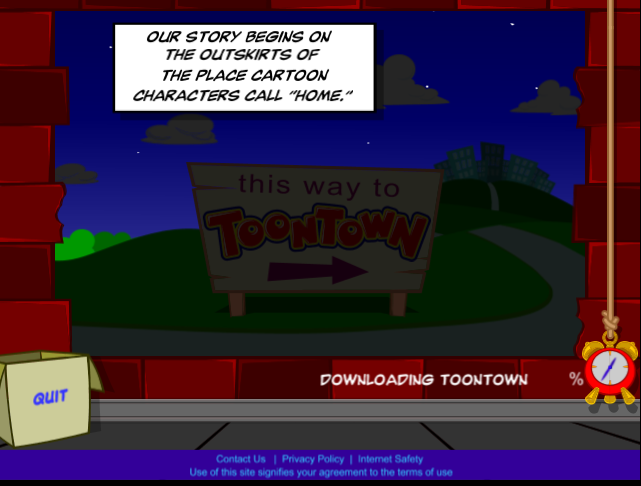 OUR STORY BEGINS ON
THE OUTSKIRTS OF
THE PLACE CARTOON
CHARACTERS CALL "HOME."
this way to
TOONTOWN
DOWNLOADING TOONTOWN %
QUIT
Contact Us | Privacy Policy | Internet Safety
Use of this site signifies your agreement to the terms of use